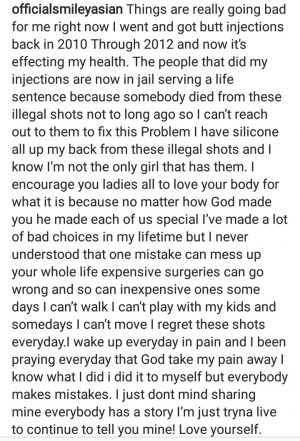 officialsmileyasian Things are really going bad
for me right now I went and got butt injections
back in 2010 Through 2012 and now it's
effecting my health. The people that did my
injections are now in jail serving a life
sentence because somebody died from these
illegal shots not to long ago so I can't reach
out to them to fix this Problem I have silicone
all up my back from these illegal shots and I
know I'm not the only girl that has them. I
encourage you ladies all to love your body for
what it is because no matter how God made
you he made each of us special I've made a lot
of bad choices in my lifetime but I never
understood that one mistake can mess up
your whole life expensive surgeries can go
wrong and so can inexpensive ones some
days I can't walk I can't play with my kids and
somedays I can't move I regret these shots
everyday.I wake up everyday in pain and I been
praying everyday that God take my pain away I
know what I did i did it to myself but everybody
makes mistakes. I just dont mind sharing
mine everybody has a story I'm just tryna live
to continue to tell you mine! Love yourself.